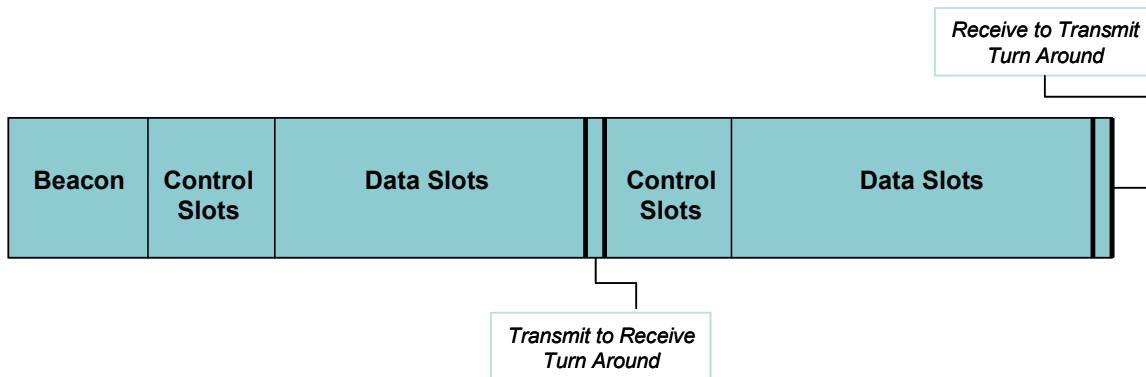 Receive to Transmit
Turn Around
Beacon
Control
Slots
Data Slots
Control
Slots
Data Slots
Transmit to Receive
Turn Around